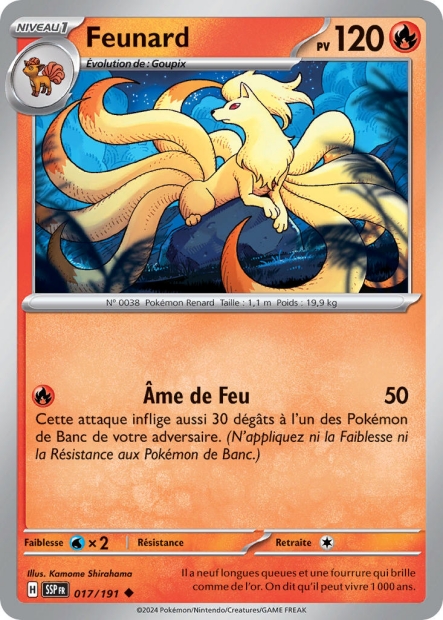 NIVEAU 1
Feunard
PV 120
Évolution de : Goupix
N° 0038 Pokémon Renard Taille : 1,1 m Poids : 19,9 kg
Âme de Feu 50
Cette attaque inflige aussi 30 dégâts à l'un des Pokémon
de Banc de votre adversaire. (N'appliquez ni la Faiblesse ni
la Résistance aux Pokémon de Banc.)
Faiblesse ×2 Résistance Retraite
Illus. Kamome Shirahama
H SSP FR 017/191
Il a neuf longues queues et une fourrure qui brille
comme de l'or. On dit qu'il peut vivre 1 000 ans.
©2024 Pokémon/Nintendo/Creatures/GAME FREAK